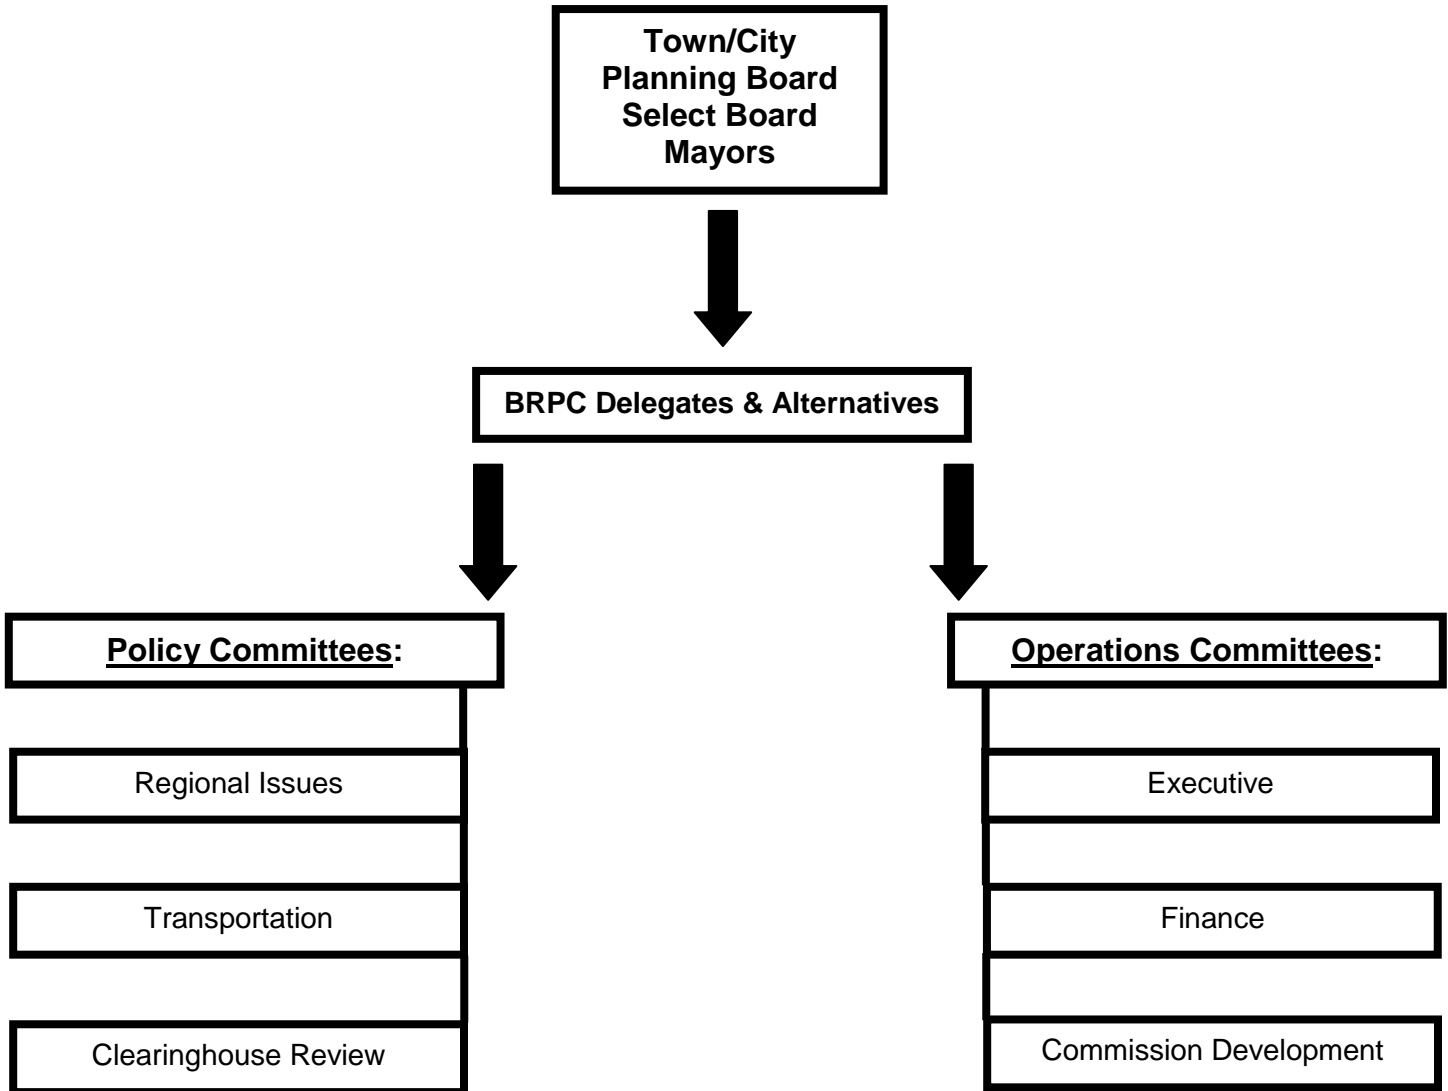 Town/City
Planning Board
Select Board
Mayors
BRPC Delegates & Alternatives
Policy Committees:
Regional Issues
Transportation
Clearinghouse Review
Operations Committees:
Executive
Finance
Commission Development